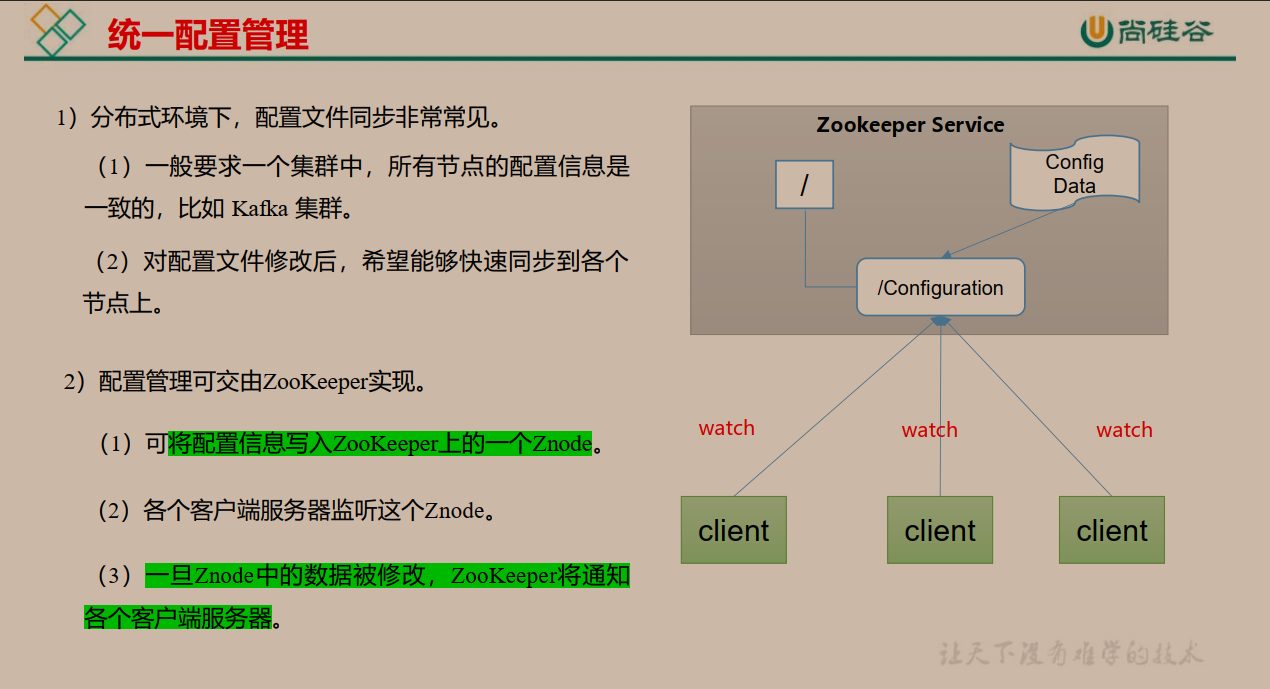 统一配置管理
尚硅谷
1）分布式环境下，配置文件同步非常常见。
（1）一般要求一个集群中，所有节点的配置信息是
一致的，比如 Kafka 集群。
（2）对配置文件修改后，希望能够快速同步到各个
节点上。
2）配置管理可交由ZooKeeper实现。
（1）可将配置信息写入ZooKeeper上的一个Znode。
（2）各个客户端服务器监听这个Znode。
（3）一旦Znode中的数据被修改，ZooKeeper将通知
各个客户端服务器。
Zookeeper Service
/
Config
Data
/Configuration
watch
watch
watch
client
client
client
让天下没有难学的技术